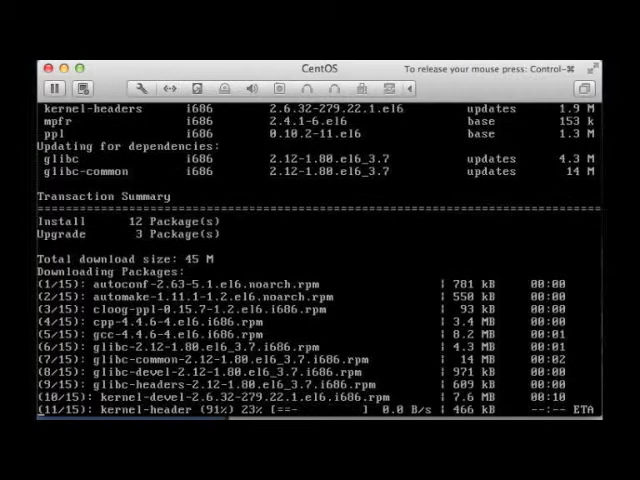 CentOS
To release your mouse press: Control-⌘
kernel-headers i686 2.6.32-279.22.1.el6 updates 1.9 M
mpfr i686 2.4.1-6.el6 base 153 k
ppl i686 0.10.2-11.el6 base 1.3 M
Updating for dependencies:
glibc i686 2.12-1.80.el6_3.7 updates 4.3 M
glibc-common i686 2.12-1.80.el6_3.7 updates 14 M
Transaction Summary
================================================================================
Install 12 Package(s)
Upgrade 3 Package(s)
Total download size: 45 M
Downloading Packages:
(1/15): autoconf-2.63-5.1.el6.noarch.rpm | 781 kB 00:00
(2/15): automake-1.11.1-1.2.el6.noarch.rpm | 550 kB 00:00
(3/15): cloog-ppl-0.15.7-1.2.el6.i686.rpm | 93 kB 00:00
(4/15): cpp-4.4.6-4.el6.i686.rpm | 3.4 MB 00:00
(5/15): gcc-4.4.6-4.el6.i686.rpm | 8.2 MB 00:01
(6/15): glibc-2.12-1.80.el6_3.7.i686.rpm | 4.3 MB 00:01
(7/15): glibc-common-2.12-1.80.el6_3.7.i686.rpm | 14 MB 00:02
(8/15): glibc-devel-2.12-1.80.el6_3.7.i686.rpm | 971 kB 00:00
(9/15): glibc-headers-2.12-1.80.el6_3.7.i686.rpm | 609 kB 00:00
(10/15): kernel-devel-2.6.32-279.22.1.el6.i686.rpm | 7.6 MB 00:10
(11/15): kernel-header (91%) 23% [==- ] 0.0 B/s | 466 kB --:-- ETA